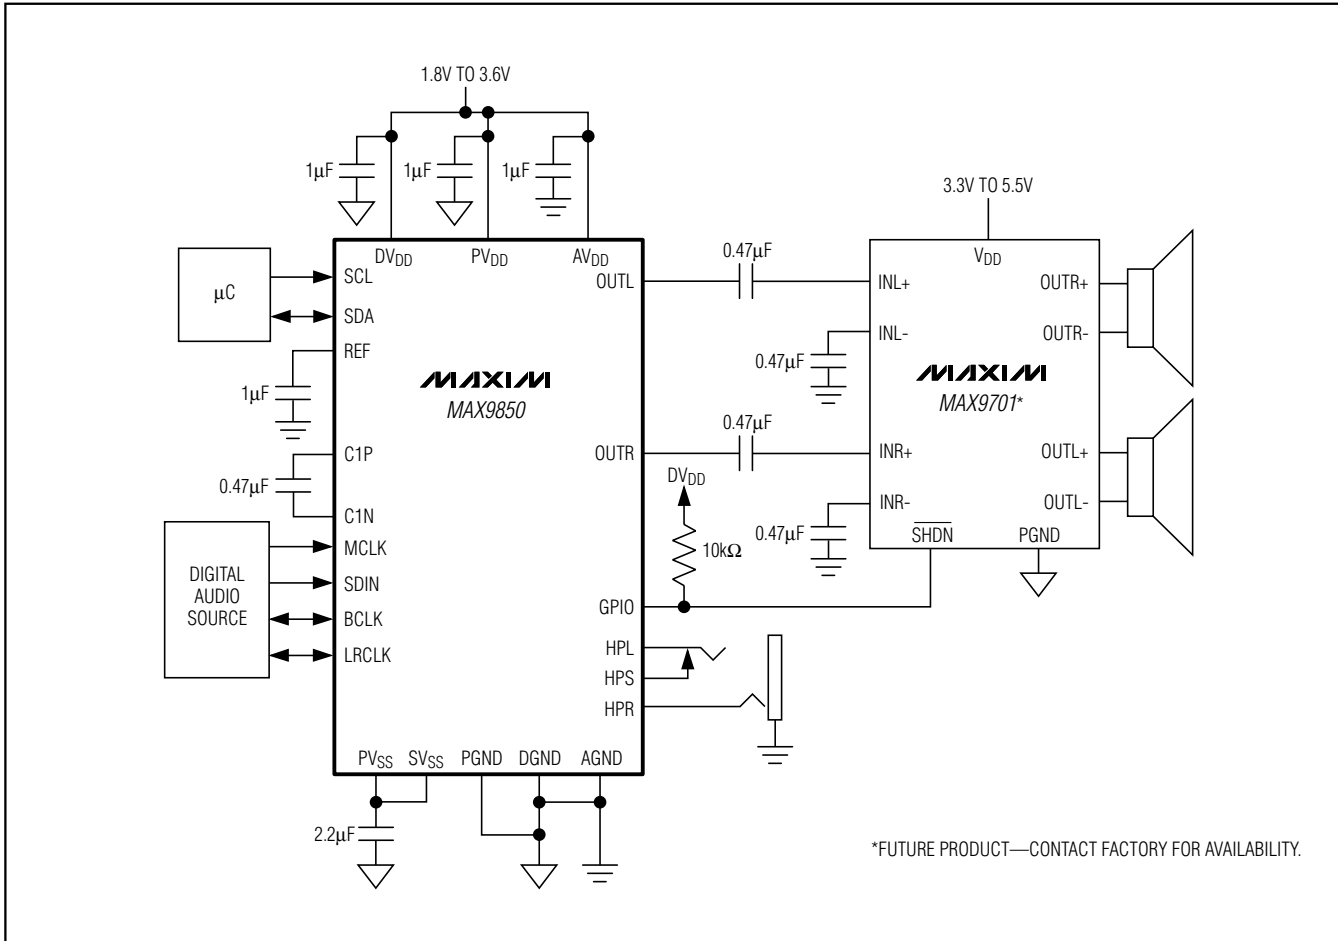 1.8V TO 3.6V
1µF
1µF
1µF
3.3V TO 5.5V
µC
DVDD
PVDD
AVDD
SCL
SDA
REF
1µF
C1P
0.47µF
C1N
MCLK
SDIN
BCLK
LRCLK
DIGITAL
AUDIO
SOURCE
MAXIM
MAX9850
OUTL
OUTR
GPIO
HPL
HPS
HPR
PVSS
SVSS
PGND
DGND
AGND
2.2µF
0.47µF
0.47µF
0.47µF
0.47µF
DVDD
10kΩ
VDD
INL+
INL-
INR+
INR-
MAXIM
MAX9701*
OUTR+
OUTR-
OUTL+
OUTL-
SHDN
PGND
*FUTURE PRODUCT—CONTACT FACTORY FOR AVAILABILITY.